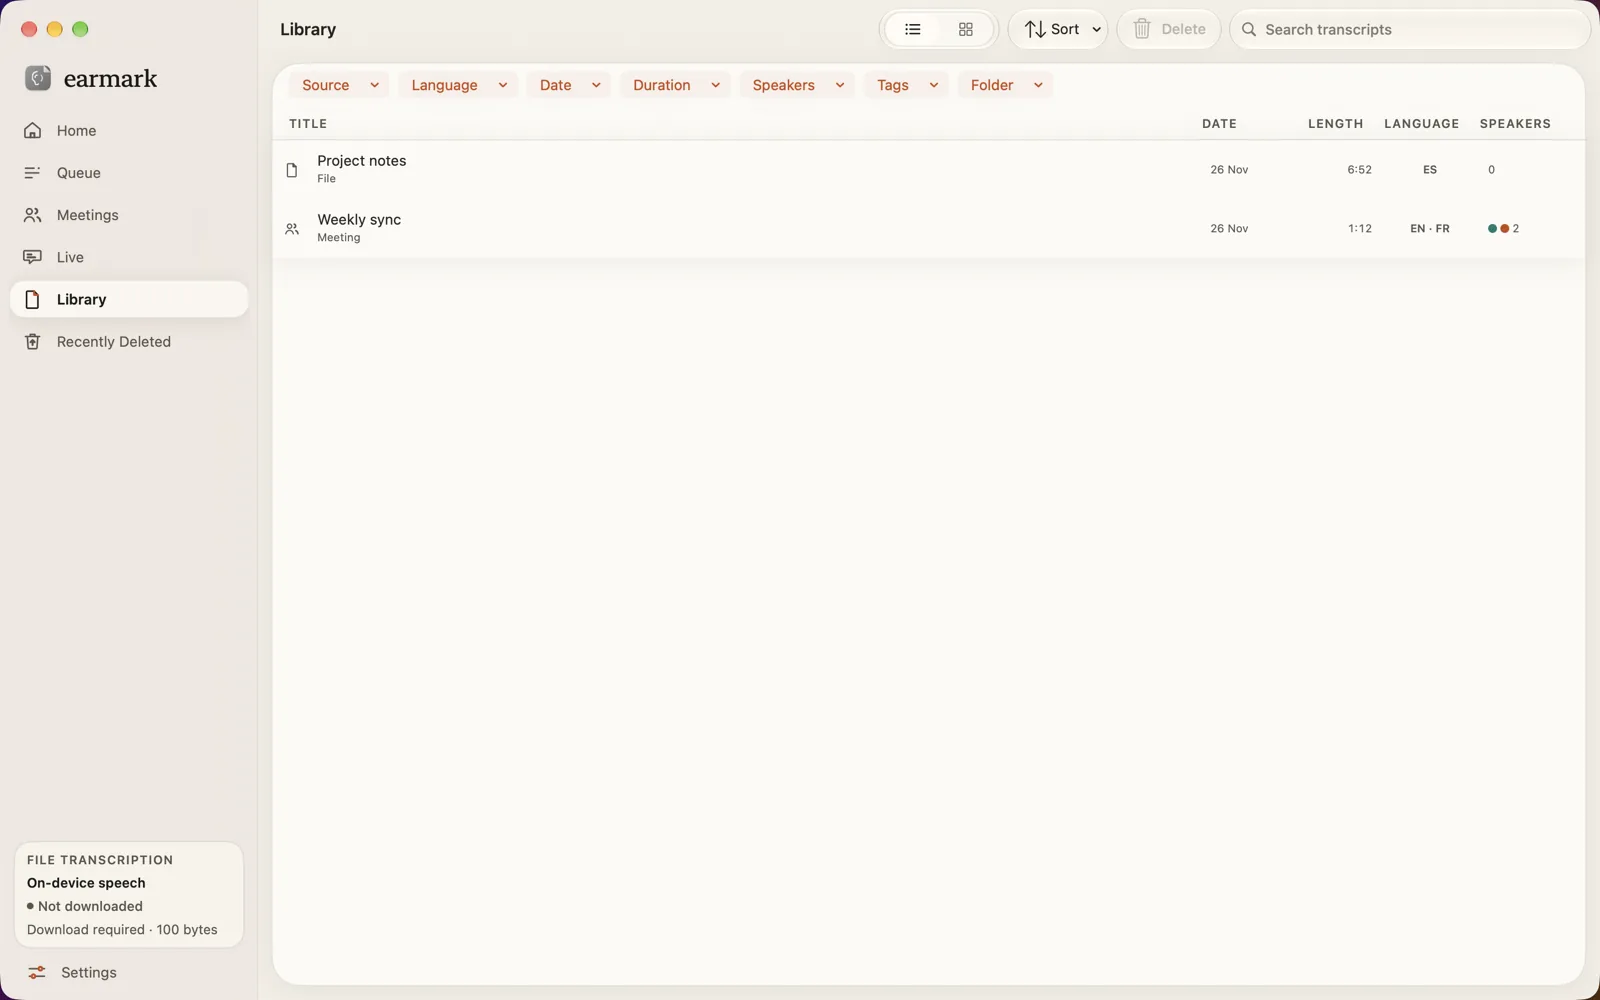 Library
Sort
Delete
Search transcripts
earmark
Home
Queue
Meetings
Live
Library
Recently Deleted
Source
Language
Date
Duration
Speakers
Tags
Folder
TITLE DATE LENGTH LANGUAGE SPEAKERS
Project notes
File
26 Nov 6:52 ES 0
Weekly sync
Meeting
26 Nov 1:12 EN · FR 2
FILE TRANSCRIPTION
On-device speech
Not downloaded
Download required · 100 bytes
Settings